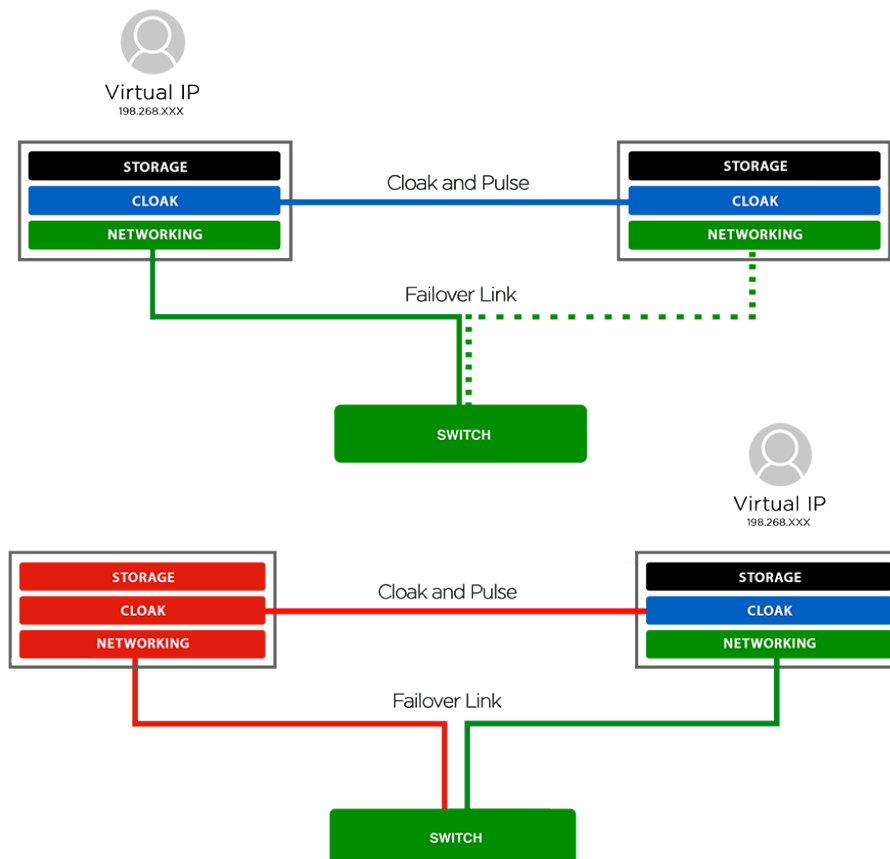 Virtual IP
198.268.XXX
STORAGE
CLOAK
NETWORKING
Cloak and Pulse
STORAGE
CLOAK
NETWORKING
Failover Link
SWITCH
Virtual IP
198.268.XXX
STORAGE
CLOAK
NETWORKING
Cloak and Pulse
STORAGE
CLOAK
NETWORKING
Failover Link
SWITCH